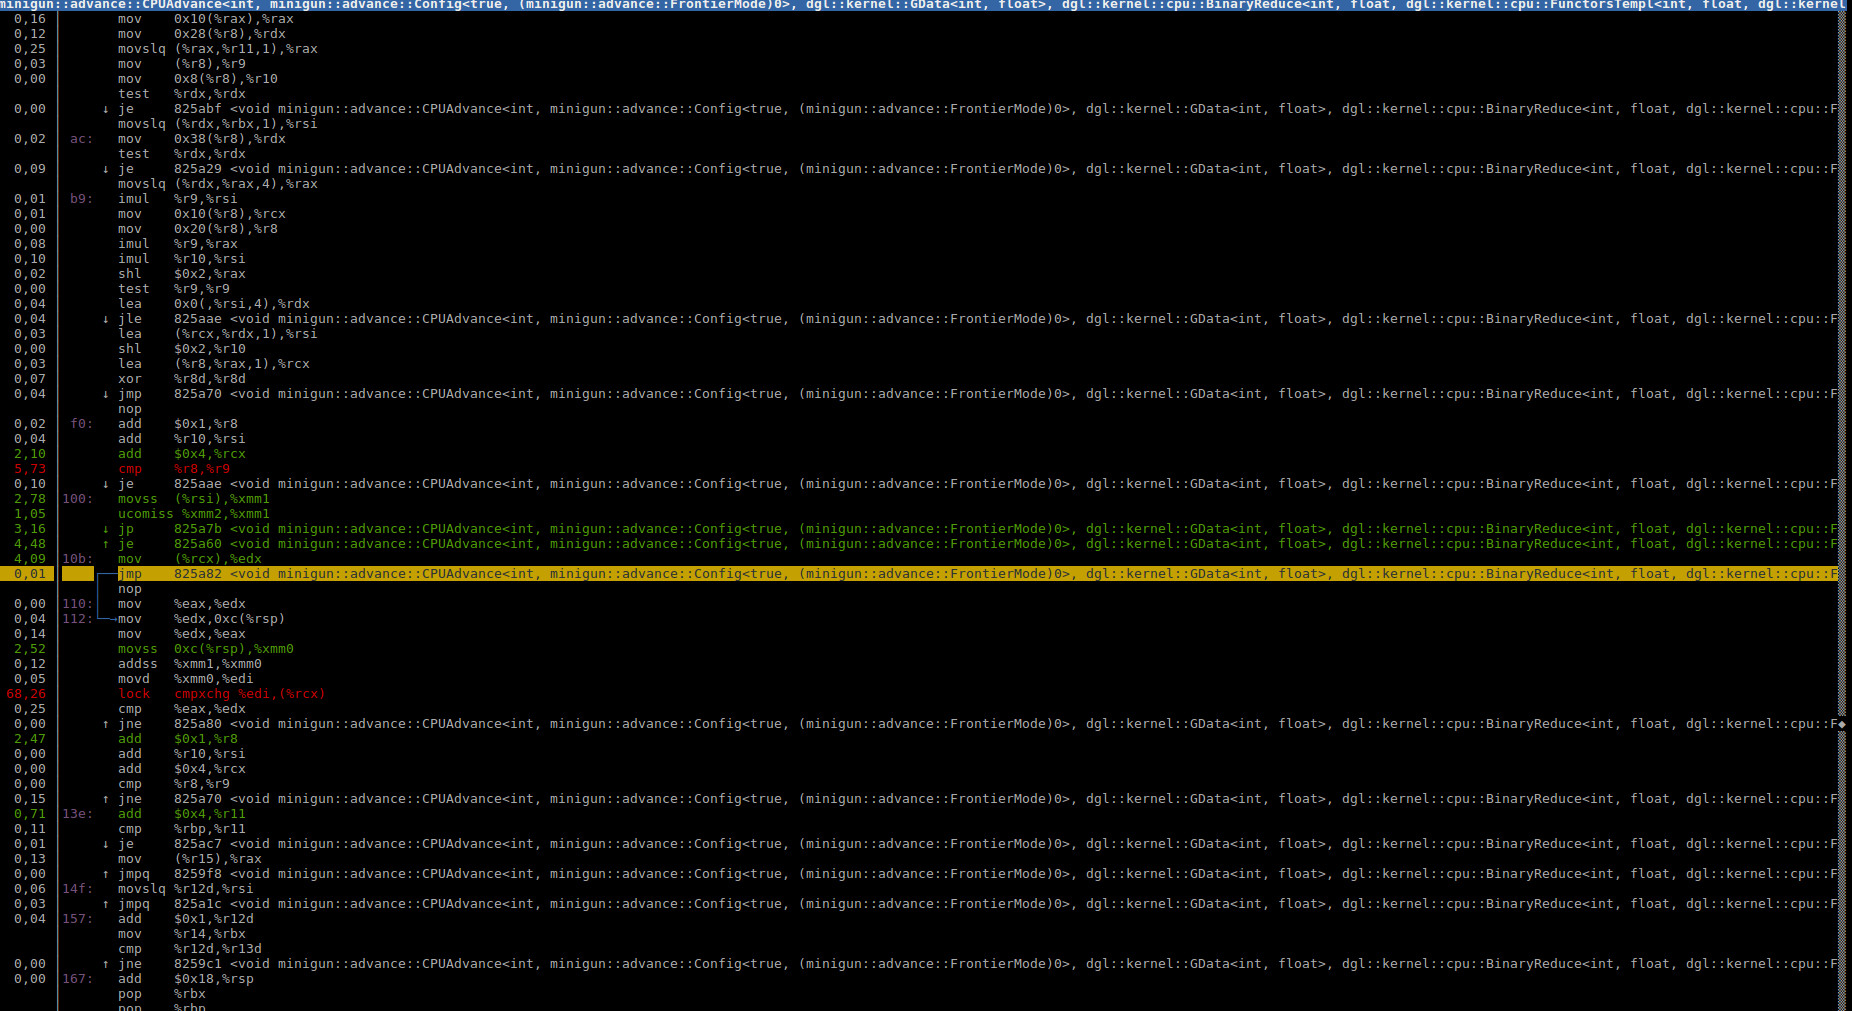 minigun::advance::CPUAdvance<int, minigun::advance::Config<true, (minigun::advance::FrontierMode)0>, dgl::kernel::GData<int, float>, dgl::kernel::cpu::BinaryReduce<int, float, dgl::kernel::cpu::FunctorsTempl<int, float, dgl::kernel
0,16 mov 0x10(%rax),%rax
0,12 mov 0x28(%r8),%rdx
0,25 movslq (%rax,%r11,1),%rax
0,03 mov (%r8),%r9
0,00 mov 0x8(%r8),%r10
test %rdx,%rdx
0,00 ↓ je 825abf <void minigun::advance::CPUAdvance<int, minigun::advance::Config<true, (minigun::advance::FrontierMode)0>, dgl::kernel::GData<int, float>, dgl::kernel::cpu::BinaryReduce<int, float, dgl::kernel::cpu::F
movslq (%rdx,%rbx,1),%rsi
0,02 ac: mov 0x38(%r8),%rdx
test %rdx,%rdx
0,09 ↓ je 825a29 <void minigun::advance::CPUAdvance<int, minigun::advance::Config<true, (minigun::advance::FrontierMode)0>, dgl::kernel::GData<int, float>, dgl::kernel::cpu::BinaryReduce<int, float, dgl::kernel::cpu::F
movslq (%rdx,%rax,4),%rax
0,01 b9: imul %r9,%rsi
0,01 mov 0x10(%r8),%rcx
0,00 mov 0x20(%r8),%r8
0,08 imul %r9,%rax
0,10 imul %r10,%rsi
0,02 shl $0x2,%rax
0,00 test %r9,%r9
0,04 lea 0x0(,%rsi,4),%rdx
0,04 ↓ jle 825aae <void minigun::advance::CPUAdvance<int, minigun::advance::Config<true, (minigun::advance::FrontierMode)0>, dgl::kernel::GData<int, float>, dgl::kernel::cpu::BinaryReduce<int, float, dgl::kernel::cpu::F
0,03 lea (%rcx,%rdx,1),%rsi
0,00 shl $0x2,%r10
0,03 lea (%r8,%rax,1),%rcx
0,07 xor %r8d,%r8d
0,04 ↓ jmp 825a70 <void minigun::advance::CPUAdvance<int, minigun::advance::Config<true, (minigun::advance::FrontierMode)0>, dgl::kernel::GData<int, float>, dgl::kernel::cpu::BinaryReduce<int, float, dgl::kernel::cpu::F
nop
0,02 f0: add $0x1,%r8
0,04 add %r10,%rsi
2,10 add $0x4,%rcx
5,73 cmp %r8,%r9
0,10 ↓ je 825aae <void minigun::advance::CPUAdvance<int, minigun::advance::Config<true, (minigun::advance::FrontierMode)0>, dgl::kernel::GData<int, float>, dgl::kernel::cpu::BinaryReduce<int, float, dgl::kernel::cpu::F
2,78 100: movss (%rsi),%xmm1
1,05 ucomiss %xmm2,%xmm1
3,16 ↓ jp 825a7b <void minigun::advance::CPUAdvance<int, minigun::advance::Config<true, (minigun::advance::FrontierMode)0>, dgl::kernel::GData<int, float>, dgl::kernel::cpu::BinaryReduce<int, float, dgl::kernel::cpu::F
4,48 ↑ je 825a60 <void minigun::advance::CPUAdvance<int, minigun::advance::Config<true, (minigun::advance::FrontierMode)0>, dgl::kernel::GData<int, float>, dgl::kernel::cpu::BinaryReduce<int, float, dgl::kernel::cpu::F
4,09 10b: mov (%rcx),%edx
0,01 jmp 825a82 <void minigun::advance::CPUAdvance<int, minigun::advance::Config<true, (minigun::advance::FrontierMode)0>, dgl::kernel::GData<int, float>, dgl::kernel::cpu::BinaryReduce<int, float, dgl::kernel::cpu::F
nop
0,00 110: mov %eax,%edx
0,04 112: mov %edx,0xc(%rsp)
0,14 mov %edx,%eax
2,52 movss 0xc(%rsp),%xmm0
0,12 addss %xmm1,%xmm0
0,05 movd %xmm0,%edi
68,26 lock cmpxchg %edi,(%rcx)
0,25 cmp %eax,%edx
0,00 ↑ jne 825a80 <void minigun::advance::CPUAdvance<int, minigun::advance::Config<true, (minigun::advance::FrontierMode)0>, dgl::kernel::GData<int, float>, dgl::kernel::cpu::BinaryReduce<int, float, dgl::kernel::cpu::F
2,47 add $0x1,%r8
0,00 add %r10,%rsi
0,00 add $0x4,%rcx
0,00 cmp %r8,%r9
0,15 ↑ jne 825a70 <void minigun::advance::CPUAdvance<int, minigun::advance::Config<true, (minigun::advance::FrontierMode)0>, dgl::kernel::GData<int, float>, dgl::kernel::cpu::BinaryReduce<int, float, dgl::kernel::cpu::F
0,71 13e: add $0x4,%r11
0,11 cmp %rbp,%r11
0,01 ↓ je 825ac7 <void minigun::advance::CPUAdvance<int, minigun::advance::Config<true, (minigun::advance::FrontierMode)0>, dgl::kernel::GData<int, float>, dgl::kernel::cpu::BinaryReduce<int, float, dgl::kernel::cpu::F
0,13 mov (%r15),%rax
0,00 ↑ jmpq 8259f8 <void minigun::advance::CPUAdvance<int, minigun::advance::Config<true, (minigun::advance::FrontierMode)0>, dgl::kernel::GData<int, float>, dgl::kernel::cpu::BinaryReduce<int, float, dgl::kernel::cpu::F
0,06 14f: movslq %r12d,%rsi
0,03 ↑ jmpq 825a1c <void minigun::advance::CPUAdvance<int, minigun::advance::Config<true, (minigun::advance::FrontierMode)0>, dgl::kernel::GData<int, float>, dgl::kernel::cpu::BinaryReduce<int, float, dgl::kernel::cpu::F
0,04 157: add $0x1,%r12d
mov %r14,%rbx
cmp %r12d,%r13d
0,00 ↑ jne 8259c1 <void minigun::advance::CPUAdvance<int, minigun::advance::Config<true, (minigun::advance::FrontierMode)0>, dgl::kernel::GData<int, float>, dgl::kernel::cpu::BinaryReduce<int, float, dgl::kernel::cpu::F
0,00 167: add $0x18,%rsp
pop %rbx
pop %rbp